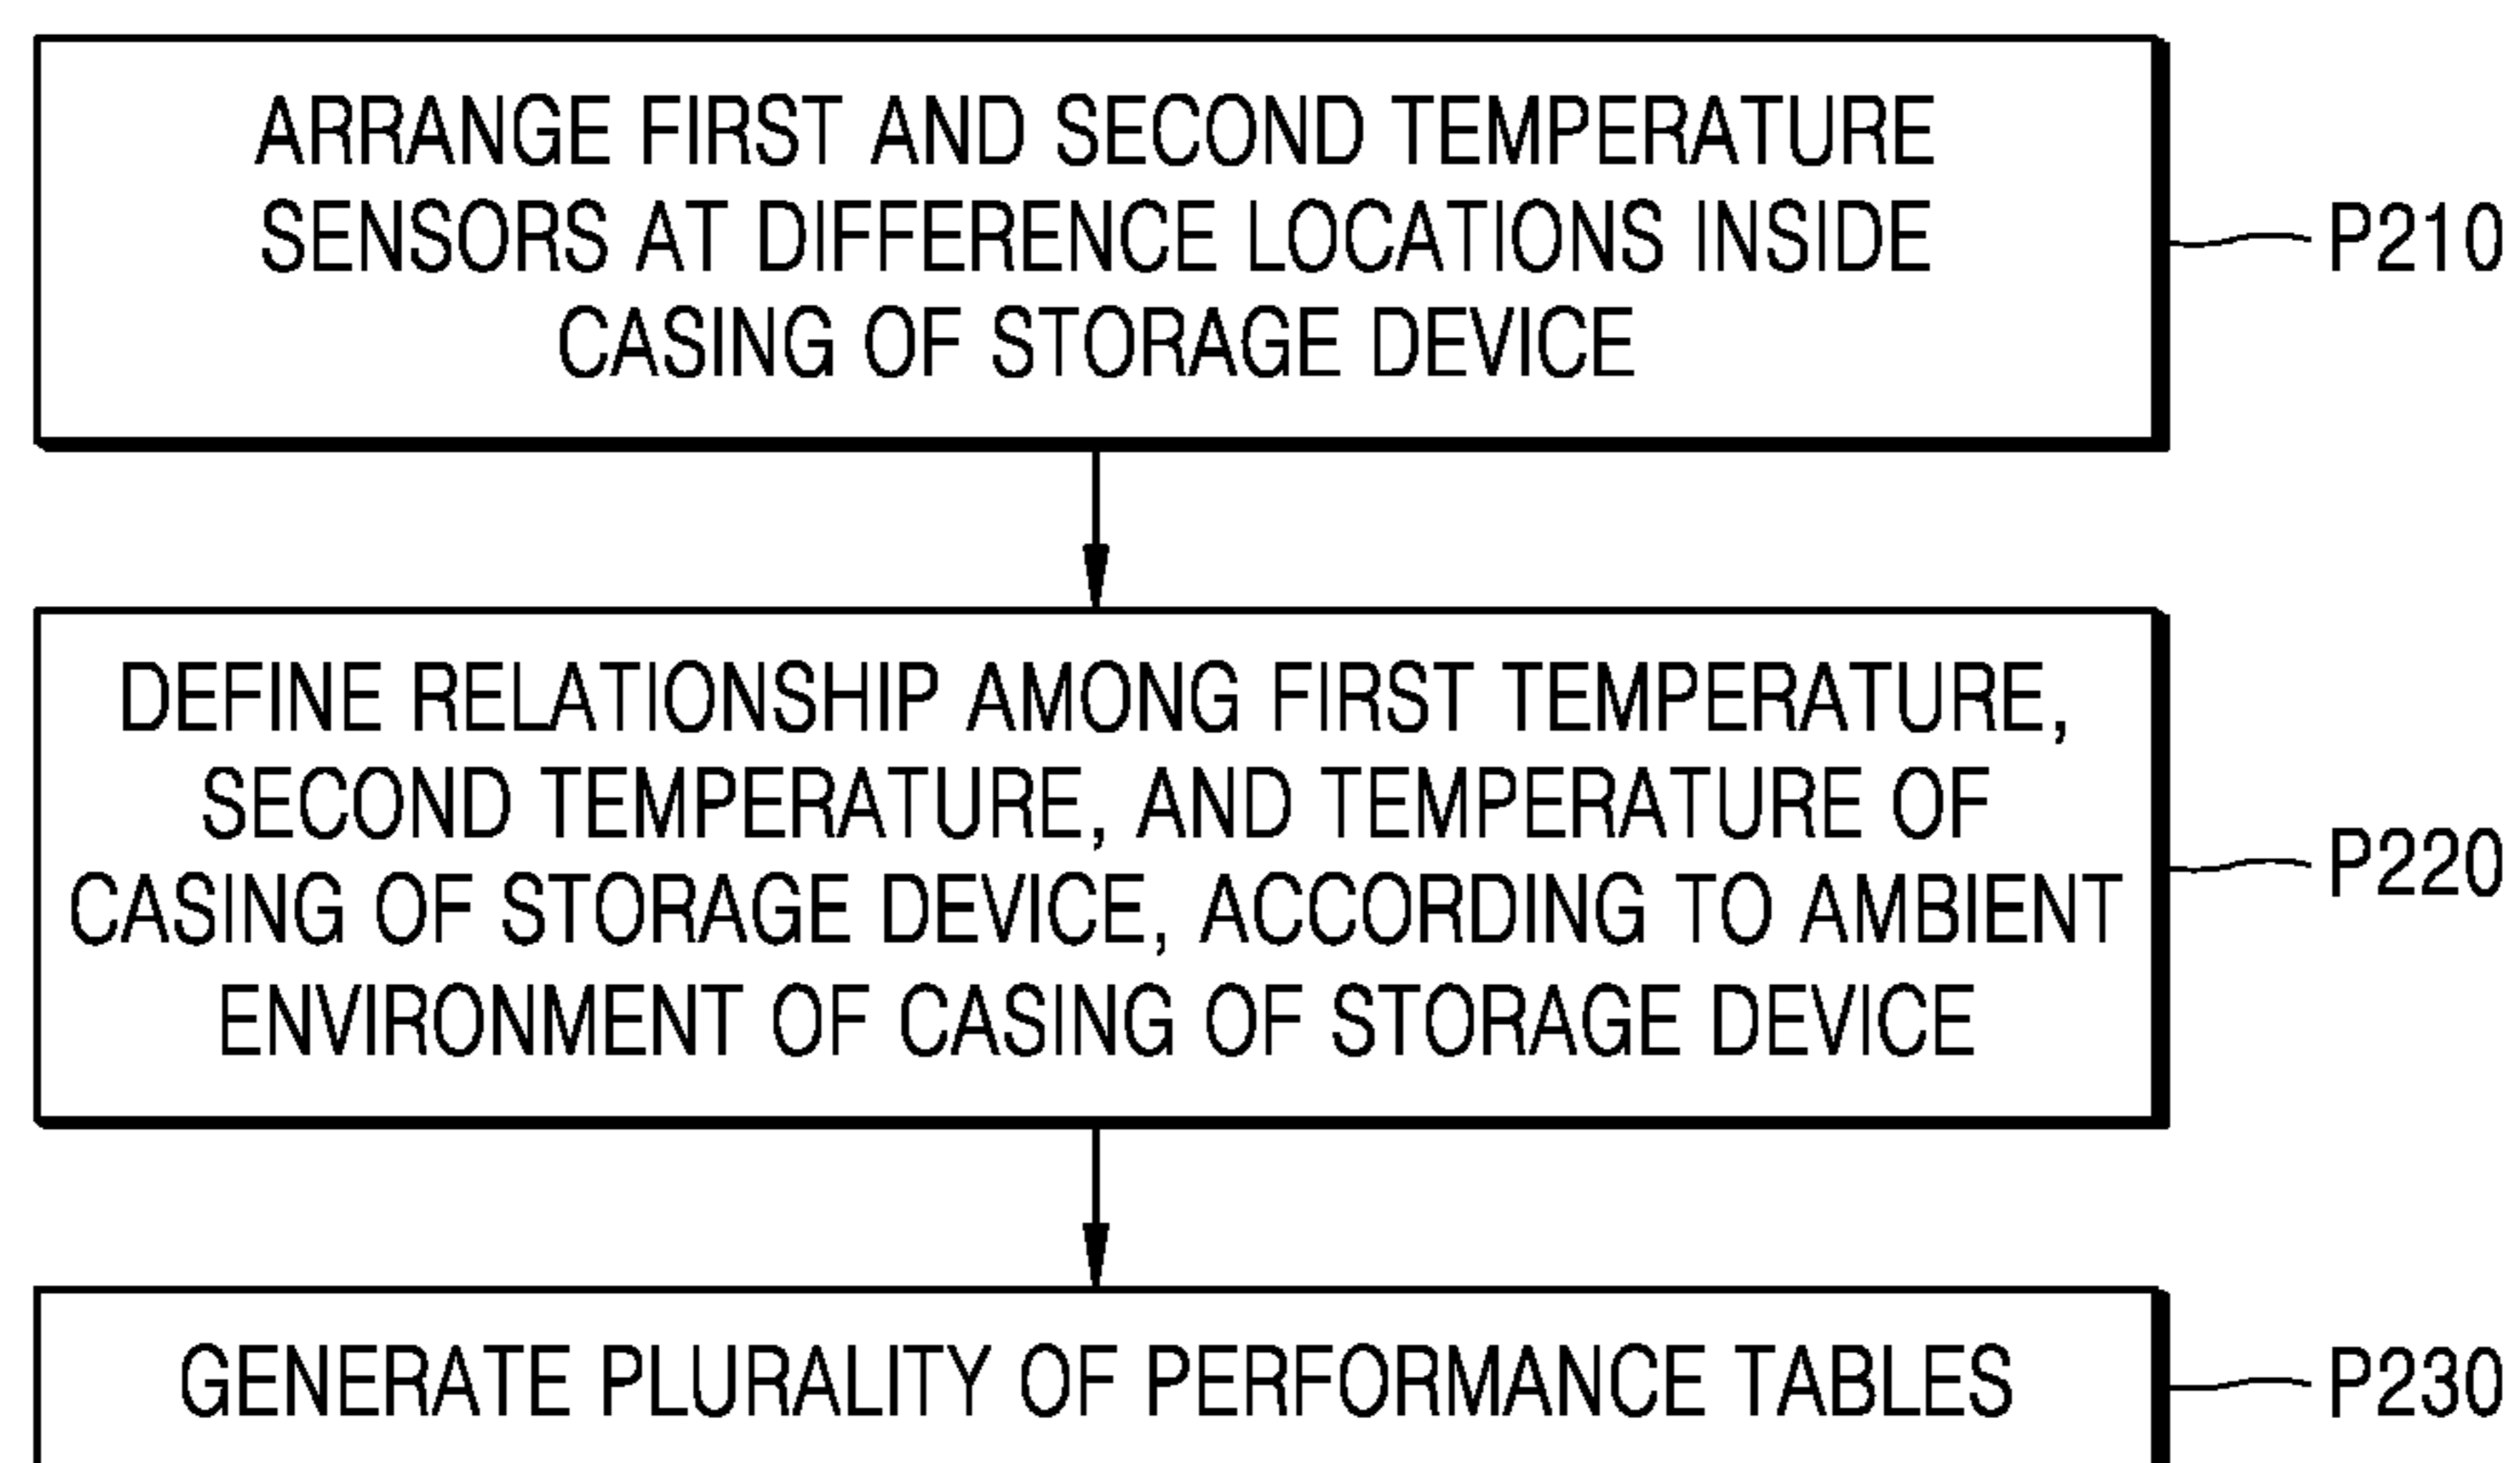 ARRANGE FIRST AND SECOND TEMPERATURE
SENSORS AT DIFFERENCE LOCATIONS INSIDE
CASING OF STORAGE DEVICE
P210
DEFINE RELATIONSHIP AMONG FIRST TEMPERATURE,
SECOND TEMPERATURE, AND TEMPERATURE OF
CASING OF STORAGE DEVICE, ACCORDING TO AMBIENT
ENVIRONMENT OF CASING OF STORAGE DEVICE
P220
GENERATE PLURALITY OF PERFORMANCE TABLES
P230